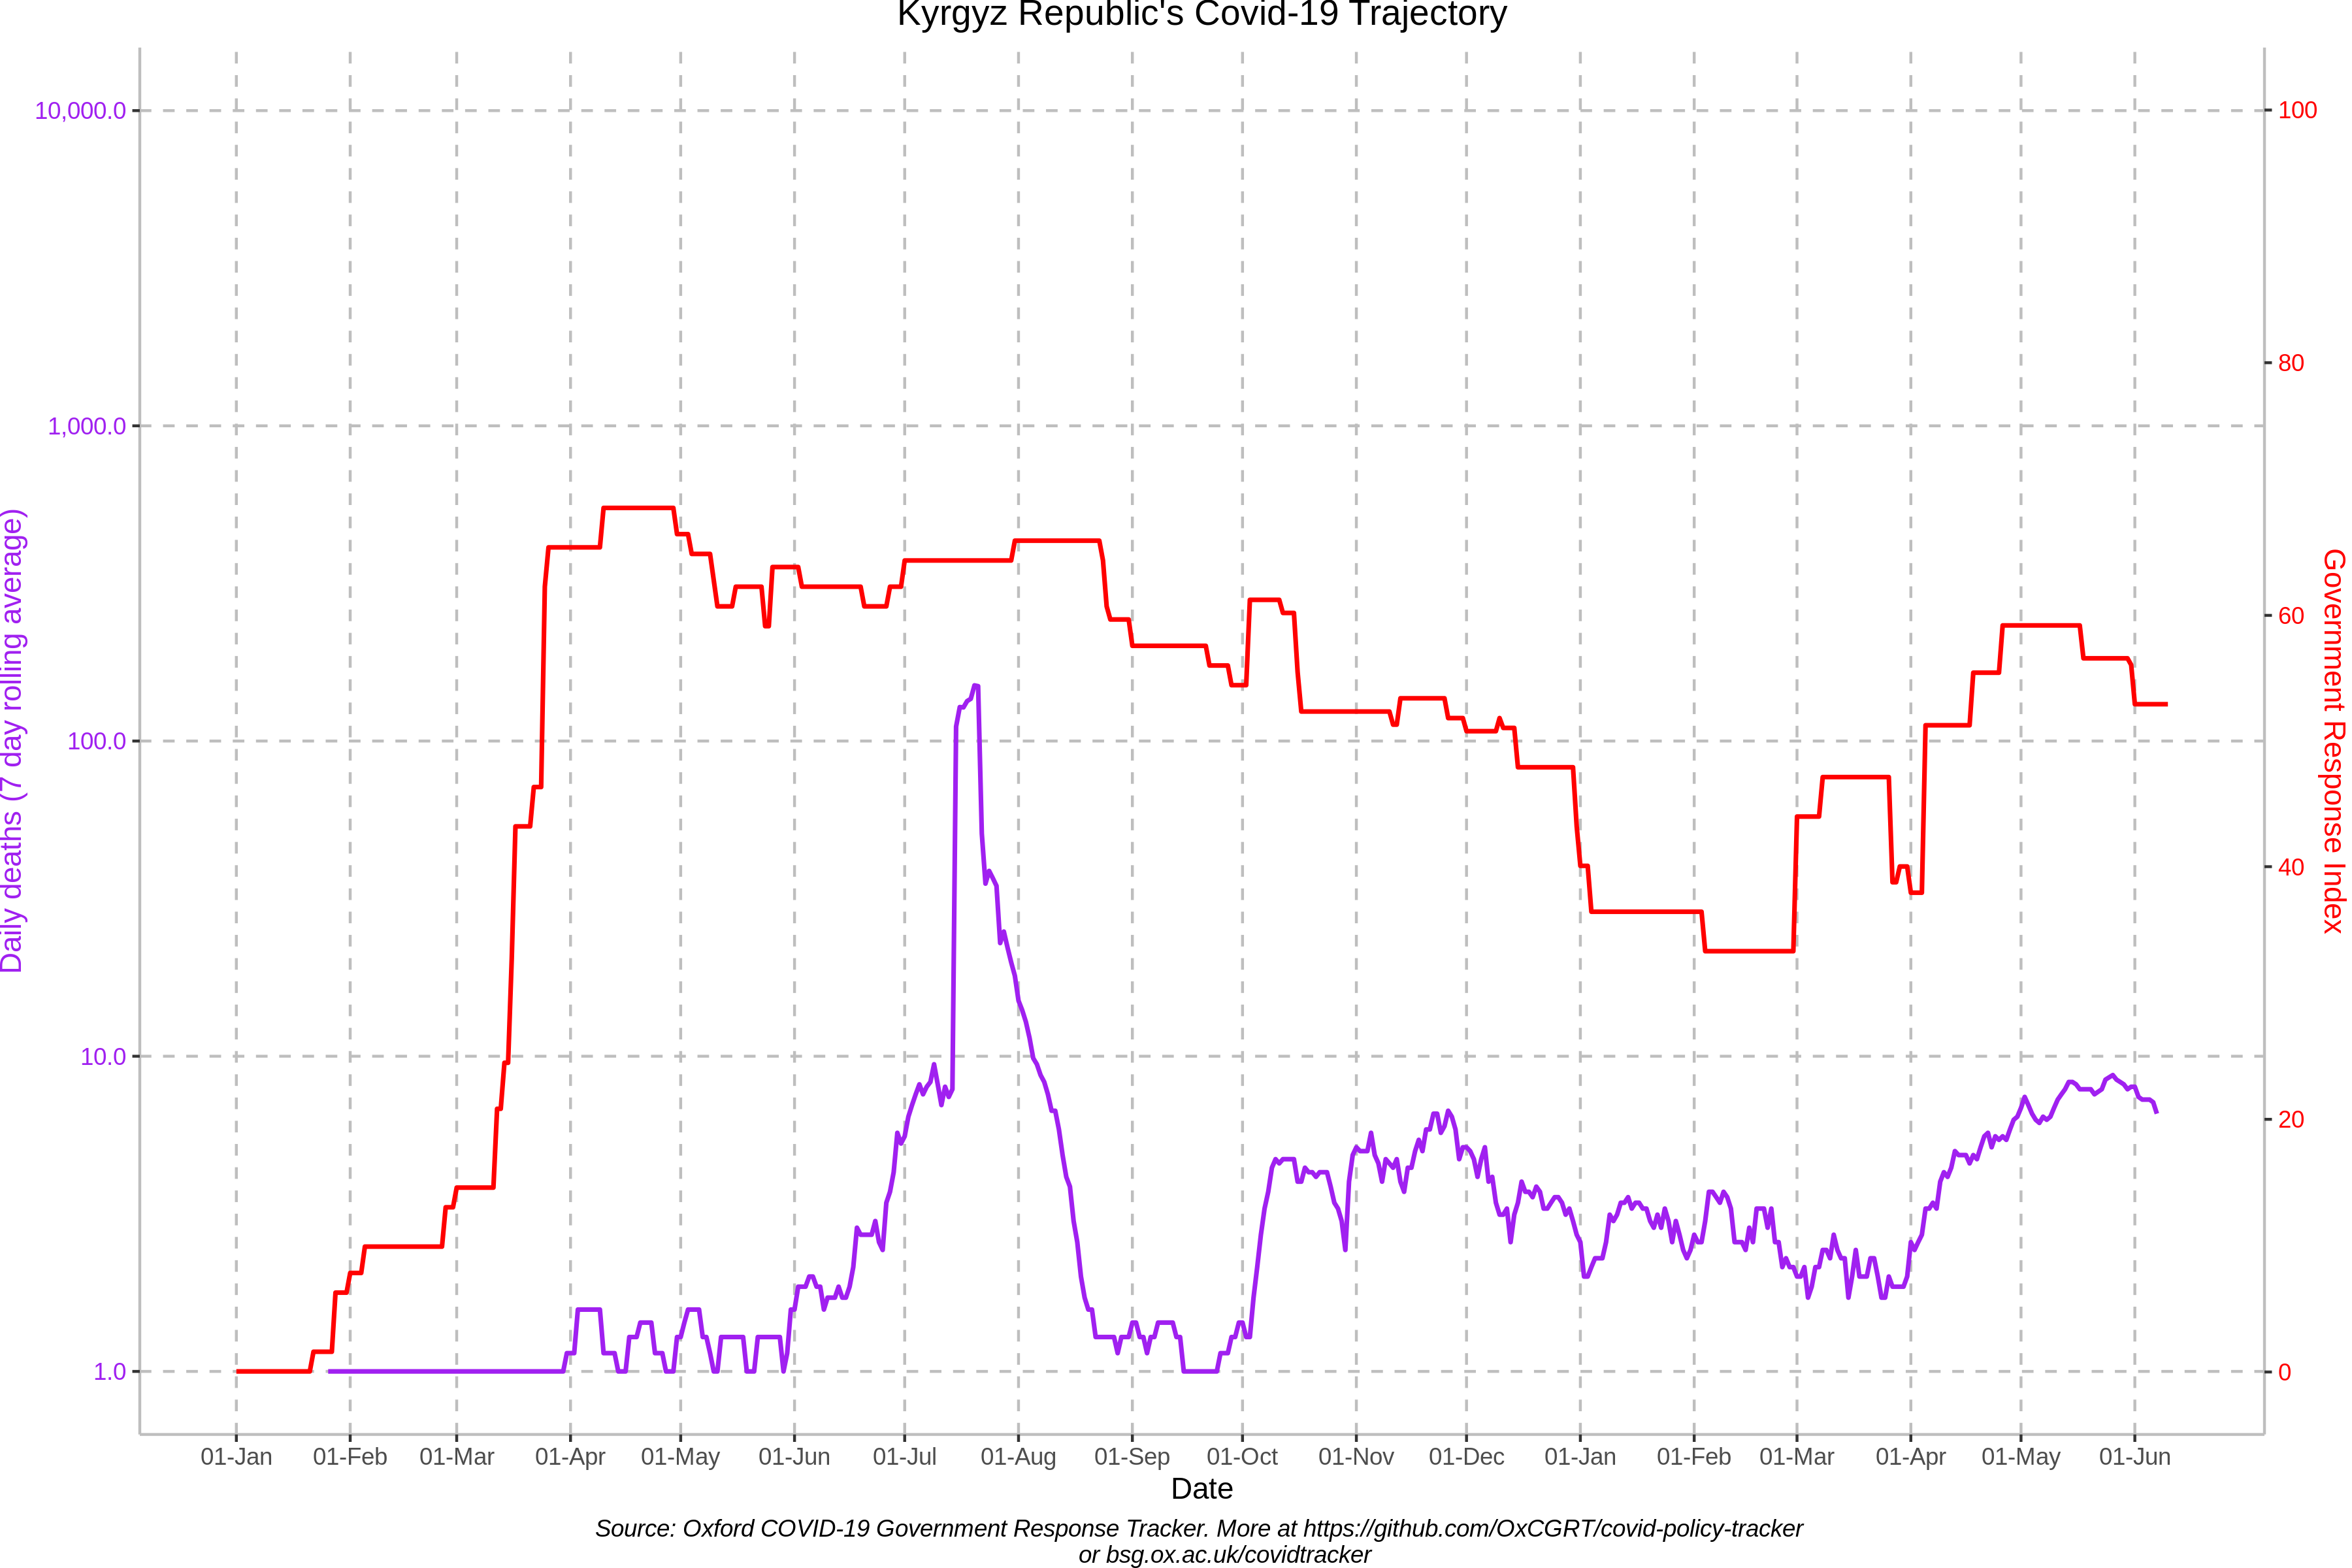 Kyrgyz Republic's Covid-19 Trajectory
10,000.0
1,000.0
100.0
10.0
1.0
Daily deaths (7 day rolling average)
100
80
60
40
20
0
Government Response Index
01-Jan 01-Feb 01-Mar 01-Apr 01-May 01-Jun 01-Jul 01-Aug 01-Sep 01-Oct 01-Nov 01-Dec 01-Jan 01-Feb 01-Mar 01-Apr 01-May 01-Jun
Date
Source: Oxford COVID-19 Government Response Tracker. More at https://github.com/OxCGRT/covid-policy-tracker
or bsg.ox.ac.uk/covidtracker